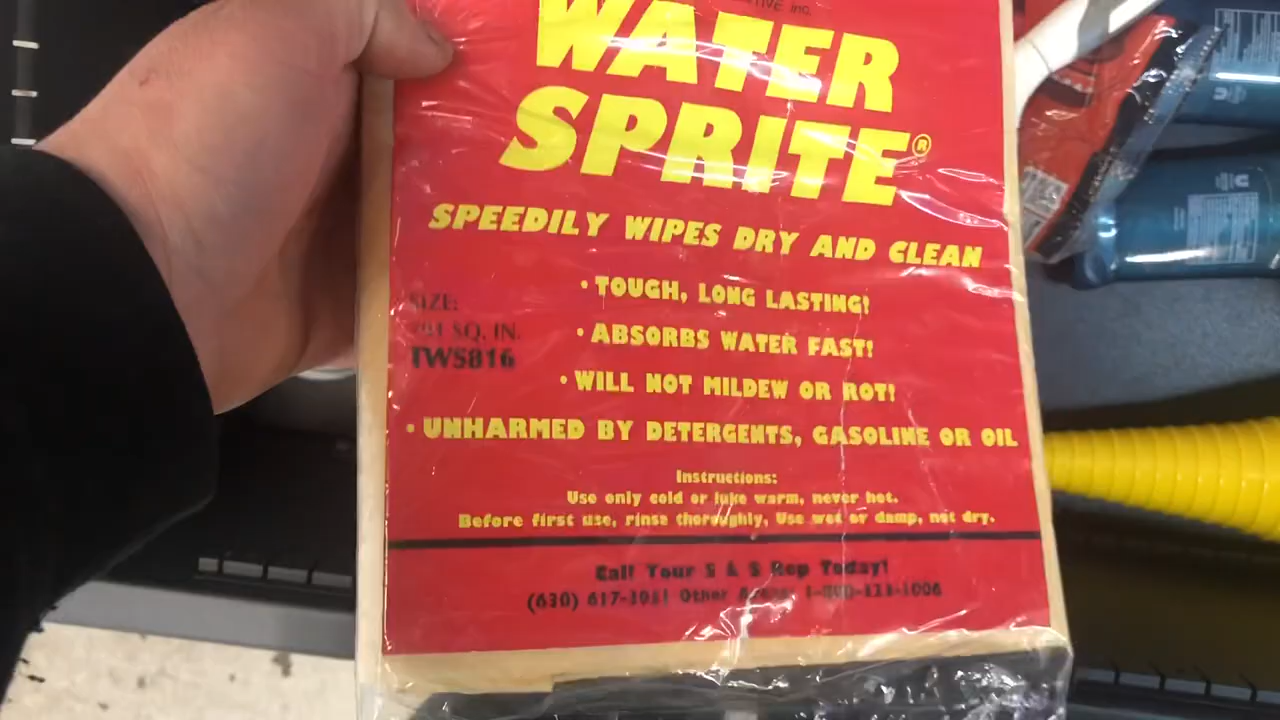 WATER
SPRITE®
SPEEDILY WIPES DRY AND CLEAN
• TOUGH, LONG LASTING!
• ABSORBS WATER FAST!
• WILL NOT MILDEW OR ROT!
• UNHARMED BY DETERGENTS, GASOLINE OR OIL
SIZE:
SQ. IN.
TWS816
Instructions:
Use only cold or luke warm, never hot.
Before first use, rinse thoroughly, Use wet or damp, not dry.
Call Your S & S Rep Today!
(630) Other